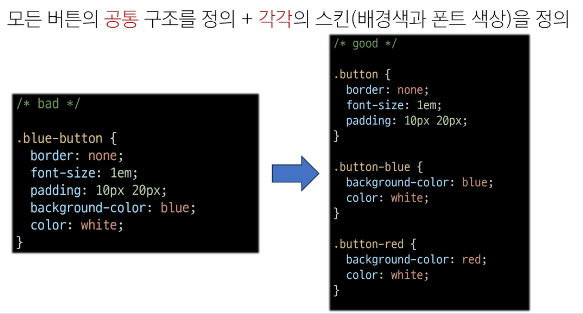 모든 버튼의 공통 구조를 정의 + 각각의 스킨(배경색과 폰트 색상)을 정의
/* bad */
.blue-button {
  border: none;
  font-size: 1em;
  padding: 10px 20px;
  background-color: blue;
  color: white;
}
/* good */
.button {
  border: none;
  font-size: 1em;
  padding: 10px 20px;
}
.button-blue {
  background-color: blue;
  color: white;
}
.button-red {
  background-color: red;
  color: white;
}